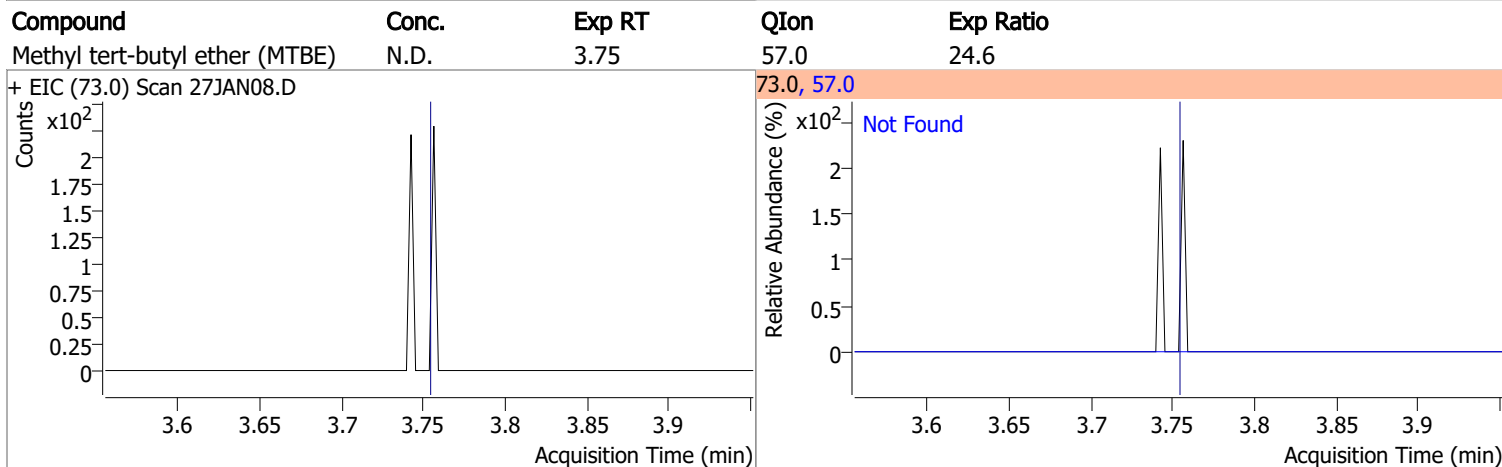 Compound Conc. Exp RT QIon Exp Ratio
Methyl tert-butyl ether (MTBE) N.D. 3.75 57.0 24.6
+ EIC (73.0) Scan 27JAN08.D
Counts
x10²
2
1.75
1.5
1.25
1
0.75
0.5
0.25
0
3.6 3.65 3.7 3.75 3.8 3.85 3.9
Acquisition Time (min)
73.0, 57.0
Relative Abundance (%)
x10²
Not Found
2
1.5
1
0.5
0
3.6 3.65 3.7 3.75 3.8 3.85 3.9
Acquisition Time (min)